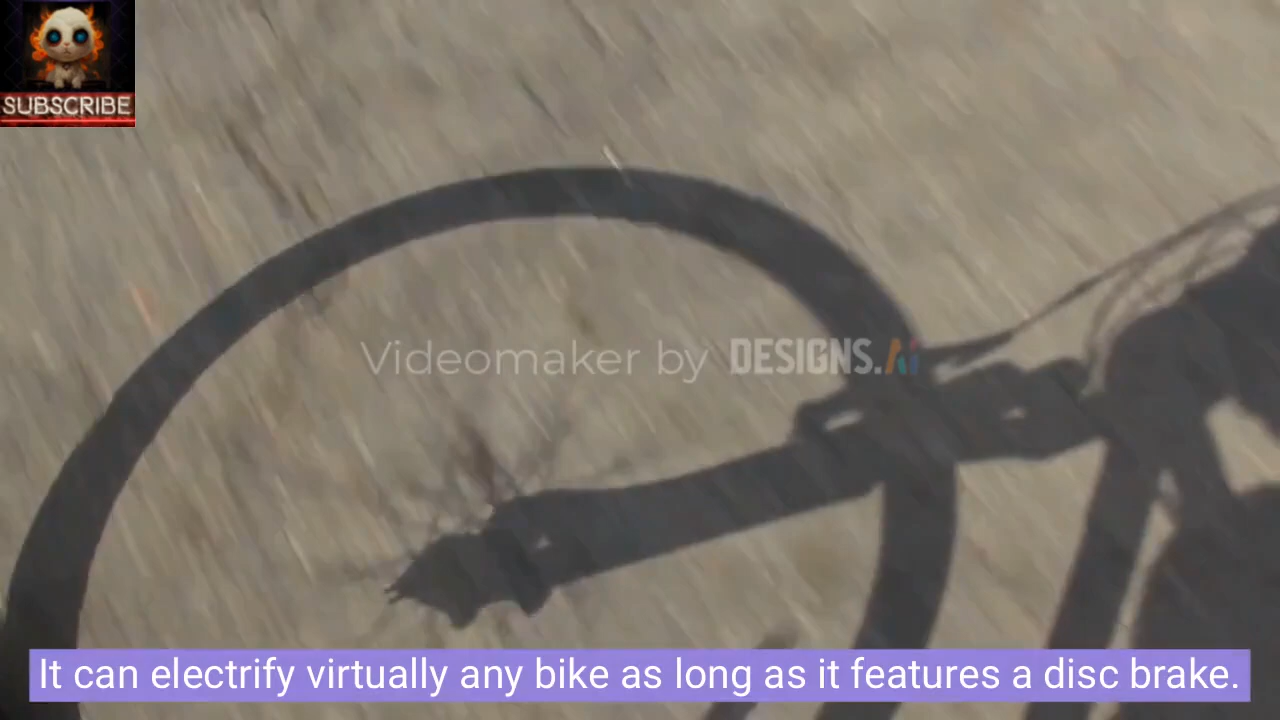 SUBSCRIBE
Videomaker by DESIGNS.Ai
It can electrify virtually any bike as long as it features a disc brake.